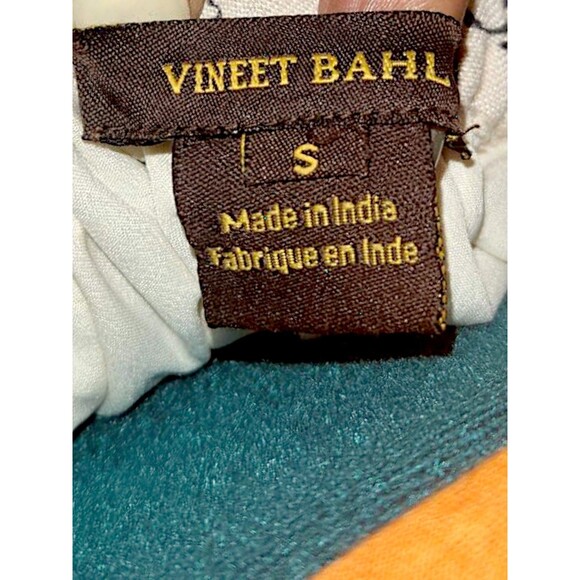 VINEET BAHL
S
Made in India
Fabrique en Inde